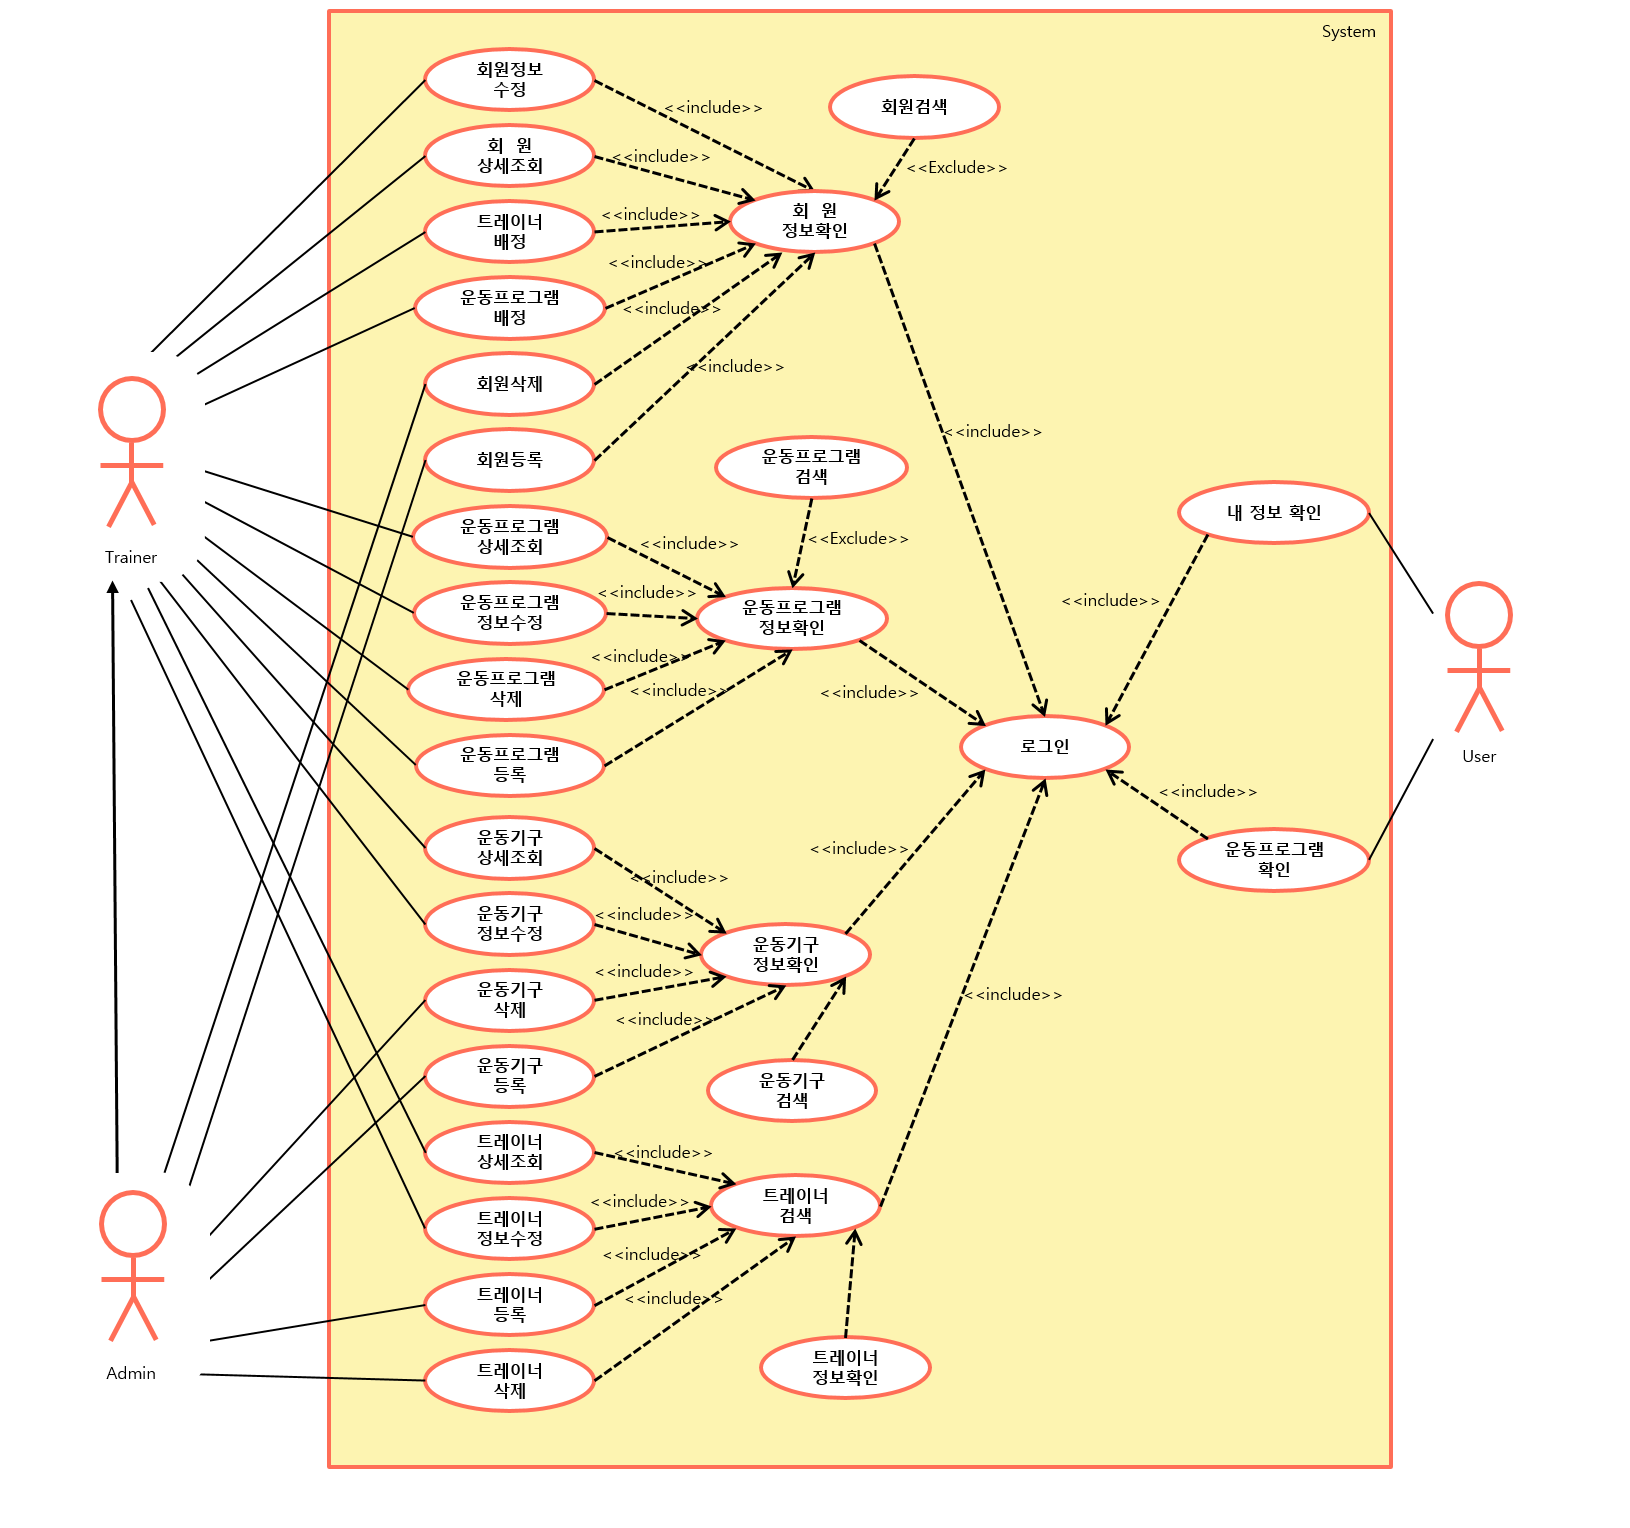 System
회원정보
수정
<<include>>
회원검색
회  원
상세조회
<<include>>
<<Exclude>>
트레이너
배정
<<include>>
회  원
정보확인
<<include>>
운동프로그램
배정
<<include>>
회원삭제
<<include>>
<<include>>
회원등록
운동프로그램
검색
내 정보 확인
운동프로그램
상세조회
<<include>>
<<Exclude>>
Trainer
운동프로그램
정보수정
<<include>>
운동프로그램
정보확인
<<include>>
<<include>>
운동프로그램
삭제
<<include>>
<<include>>
로그인
User
운동프로그램
등록
<<include>>
운동기구
상세조회
<<include>>
<<include>>
운동프로그램
확인
운동기구
정보수정
<<include>>
운동기구
정보확인
<<include>>
운동기구
삭제
<<include>>
<<include>>
운동기구
등록
운동기구
검색
트레이너
상세조회
<<include>>
<<include>>
트레이너
검색
트레이너
정보수정
<<include>>
트레이너
등록
<<include>>
트레이너
정보확인
Admin
트레이너
삭제